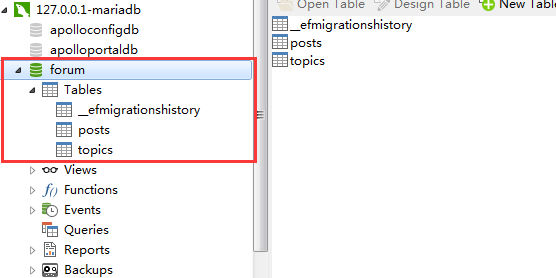 127.0.0.1-mariadb
apolloconfigdb
apolloportaldb
forum
Tables
__efmigrationshistory
posts
topics
Views
Functions
Events
Queries
Reports
Backups
Open Table Design Table New Table
__efmigrationshistory
posts
topics